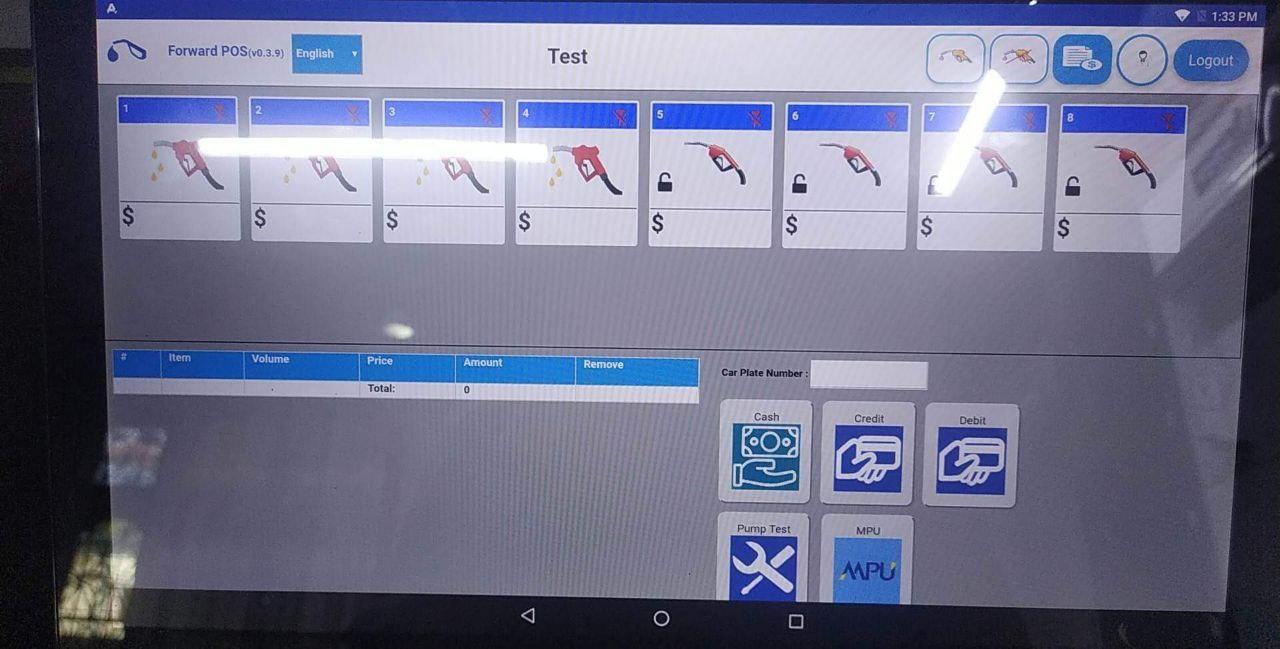 1:33 PM
Forward POS(v0.3.9)
English
Test
Logout
1
2
3
4
5
6
7
8
$
$
$
$
$
$
$
$
# Item Volume Price Amount Remove
Total: 0
Car Plate Number :
Cash
Credit
Debit
Pump Test
MPU
MPU